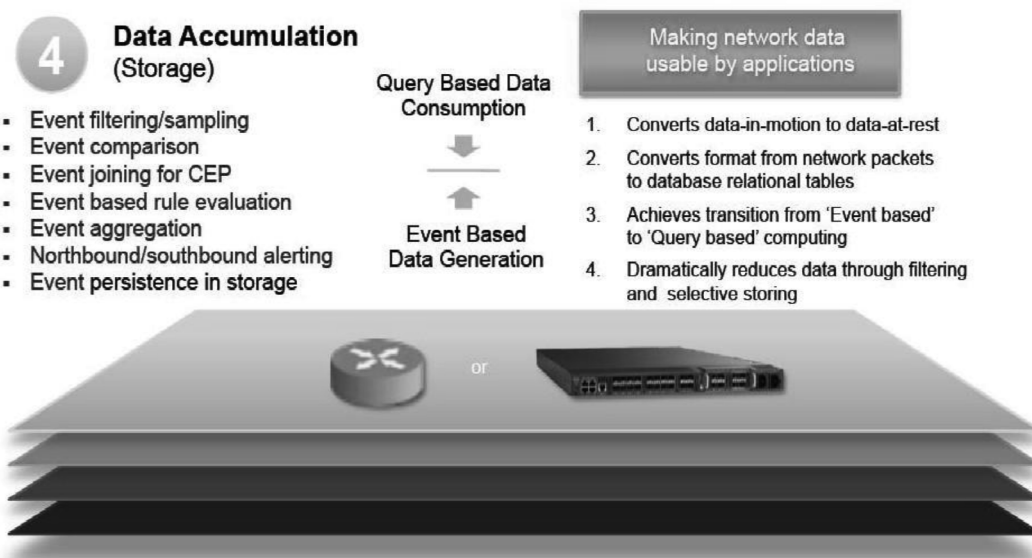 4
Data Accumulation
(Storage)
▪ Event filtering/sampling
▪ Event comparison
▪ Event joining for CEP
▪ Event based rule evaluation
▪ Event aggregation
▪ Northbound/southbound alerting
▪ Event persistence in storage
Query Based Data
Consumption
Event Based
Data Generation
Making network data
usable by applications
1. Converts data-in-motion to data-at-rest
2. Converts format from network packets
to database relational tables
3. Achieves transition from ‘Event based’
to ‘Query based’ computing
4. Dramatically reduces data through filtering
and selective storing
or